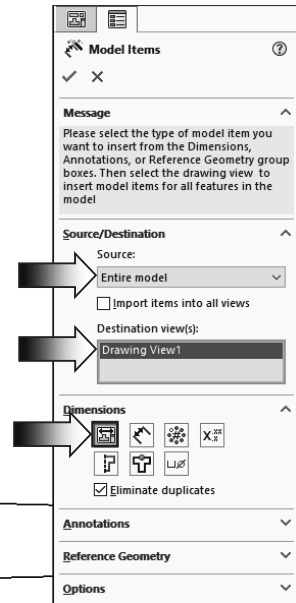 Model Items
Message
Please select the type of model item you
want to insert from the Dimensions,
Annotations, or Reference Geometry group
boxes. Then select the drawing view to
insert model items for all features in the
model
Source/Destination
Source:
Entire model
Import items into all views
Destination view(s):
Drawing View1
Dimensions
Eliminate duplicates
Annotations
Reference Geometry
Options